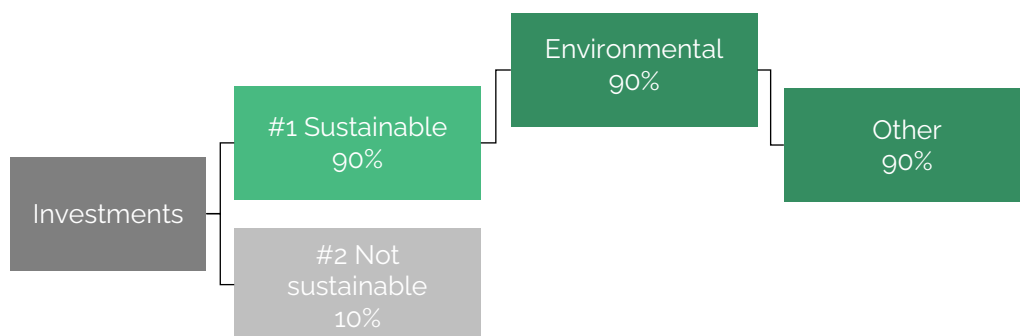 Environmental
90%
#1 Sustainable
90%
Other
90%
Investments
#2 Not
sustainable
10%